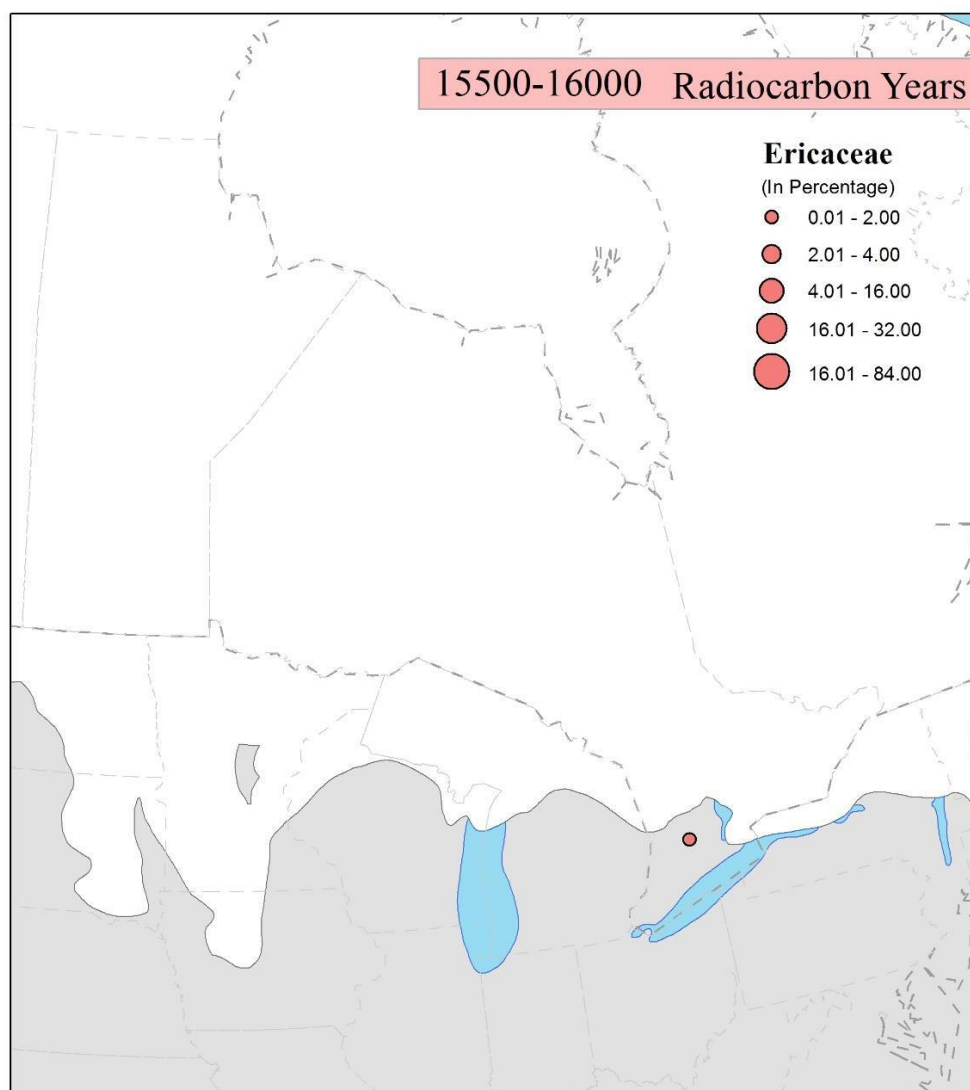 15500-16000 Radiocarbon Years
Ericaceae
(In Percentage)
0.01 - 2.00
2.01 - 4.00
4.01 - 16.00
16.01 - 32.00
16.01 - 84.00